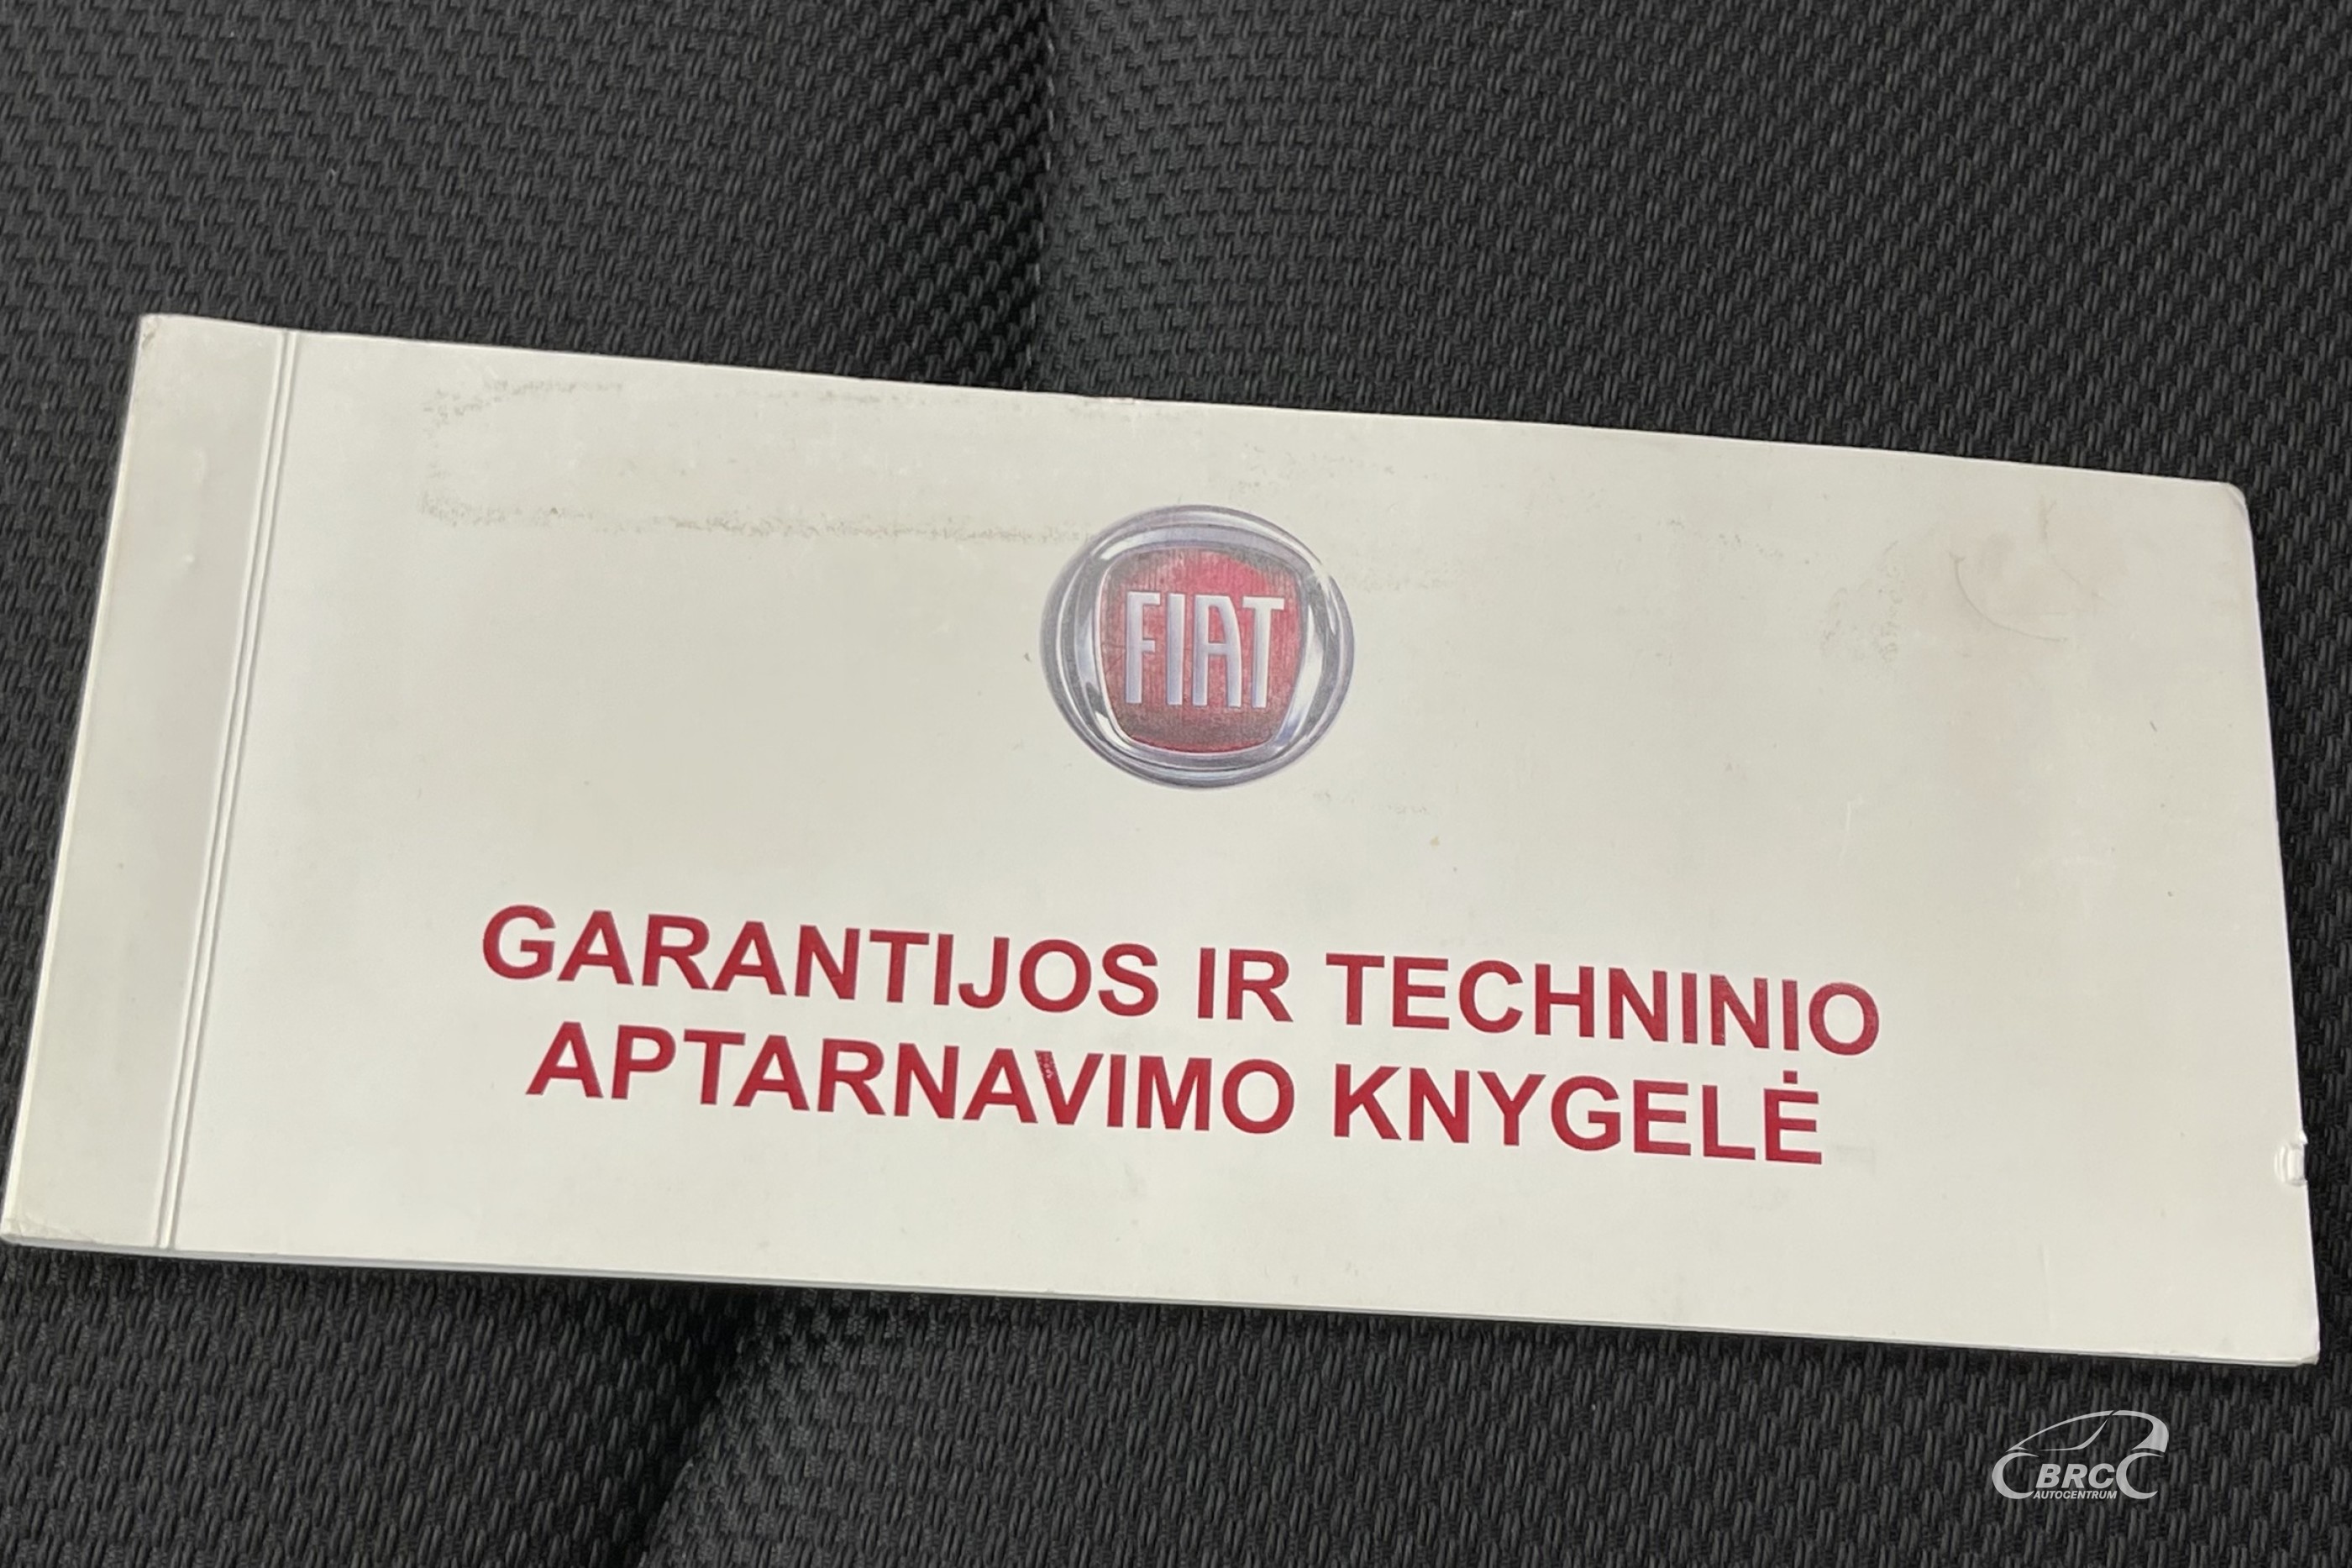 FIAT
GARANTIJOS IR TECHNINIO
APTARNAVIMO KNYGELĖ
BRC
AUTOCENTRUM